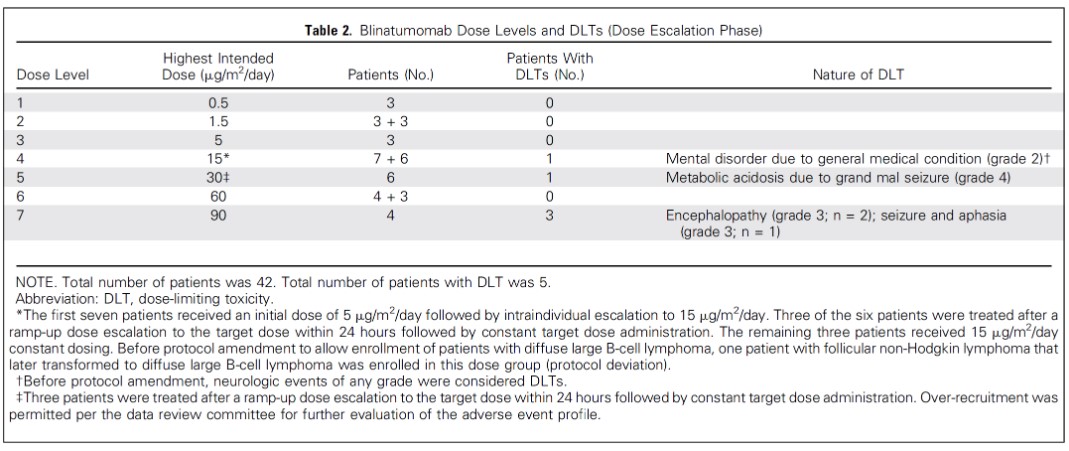 Table 2. Blinatumomab Dose Levels and DLTs (Dose Escalation Phase)
Dose Level Highest Intended Dose (μg/m²/day) Patients (No.) Patients With DLTs (No.) Nature of DLT
1 0.5 3 0
2 1.5 3 + 3 0
3 5 3 0
4 15* 7 + 6 1 Mental disorder due to general medical condition (grade 2)†
5 30‡ 6 1 Metabolic acidosis due to grand mal seizure (grade 4)
6 60 4 + 3 0
7 90 4 3 Encephalopathy (grade 3; n = 2); seizure and aphasia
(grade 3; n = 1)
NOTE. Total number of patients was 42. Total number of patients with DLT was 5.
Abbreviation: DLT, dose-limiting toxicity.
*The first seven patients received an initial dose of 5 μg/m²/day followed by intraindividual escalation to 15 μg/m²/day. Three of the six patients were treated after a
ramp-up dose escalation to the target dose within 24 hours followed by constant target dose administration. The remaining three patients received 15 μg/m²/day
constant dosing. Before protocol amendment to allow enrollment of patients with diffuse large B-cell lymphoma, one patient with follicular non-Hodgkin lymphoma that
later transformed to diffuse large B-cell lymphoma was enrolled in this dose group (protocol deviation).
†Before protocol amendment, neurologic events of any grade were considered DLTs.
‡Three patients were treated after a ramp-up dose escalation to the target dose within 24 hours followed by constant target dose administration. Over-recruitment was
permitted per the data review committee for further evaluation of the adverse event profile.